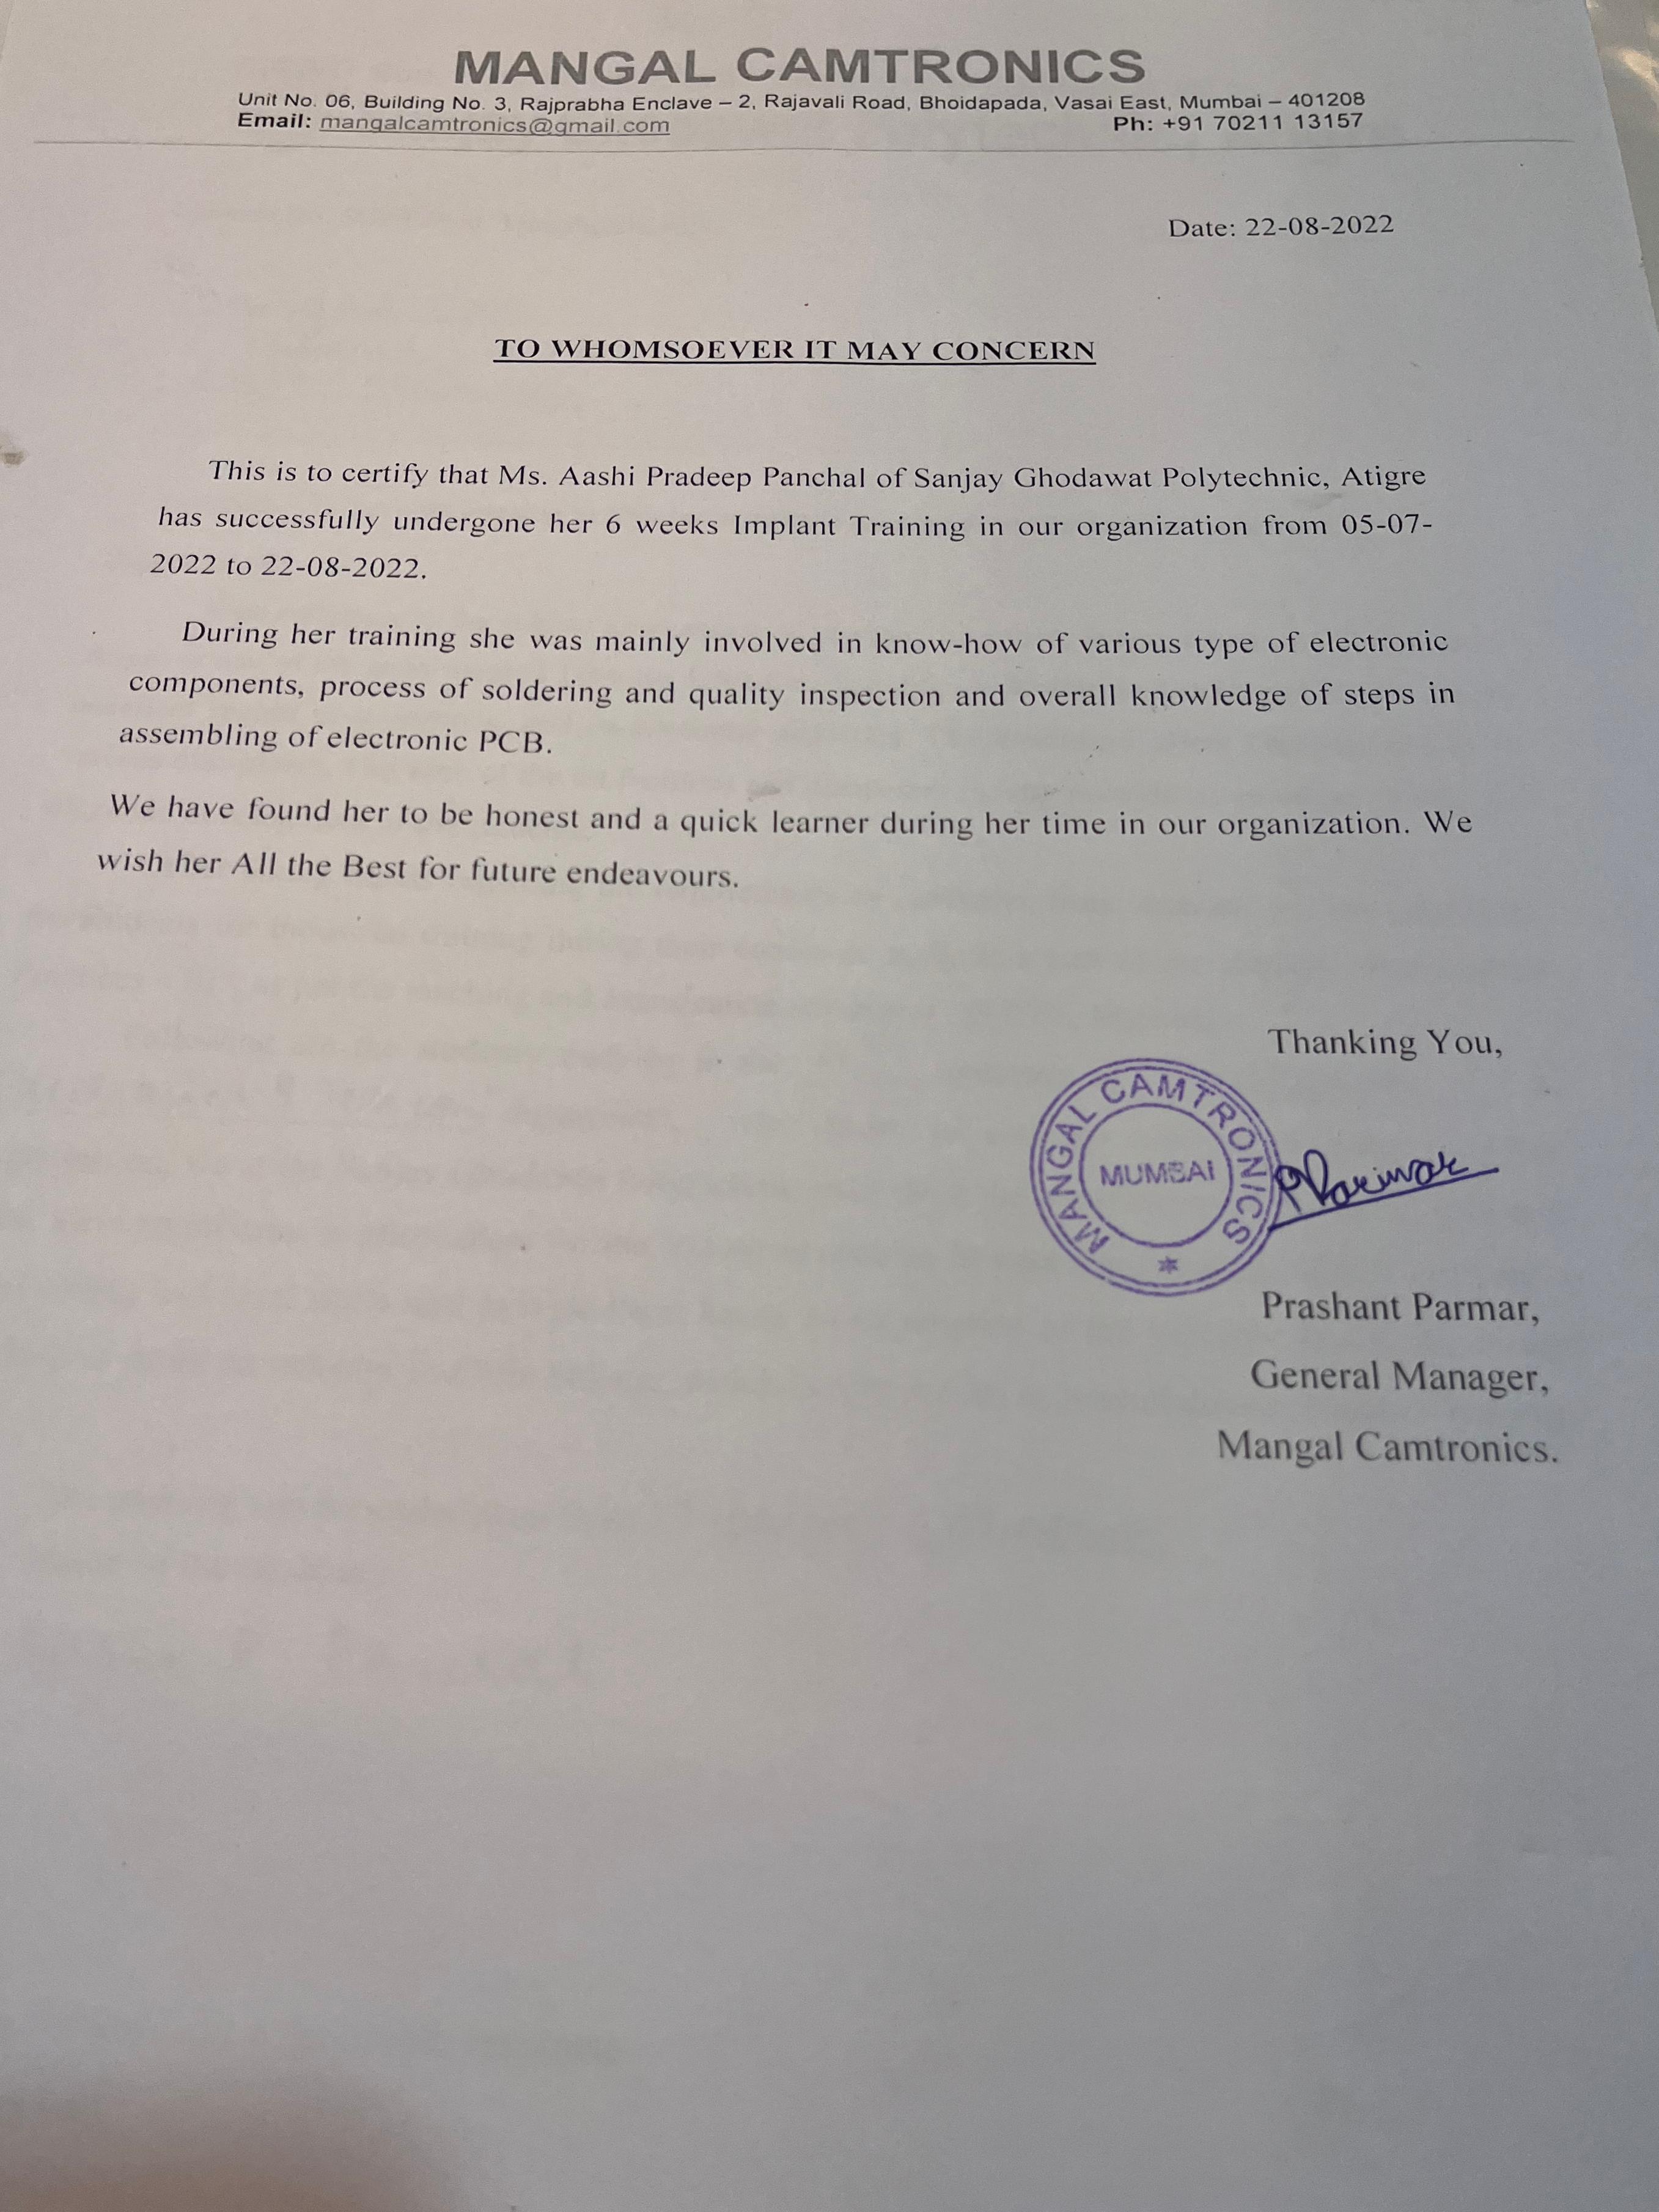 MANGAL CAMTRONICS
Unit No. 06, Building No. 3, Rajprabha Enclave – 2, Rajavali Road, Bhoidapada, Vasai East, Mumbai – 401208
Email: mangalcamtronics@gmail.com Ph: +91 70211 13157
Date: 22-08-2022
TO WHOMSOEVER IT MAY CONCERN
This is to certify that Ms. Aashi Pradeep Panchal of Sanjay Ghodawat Polytechnic, Atigre
has successfully undergone her 6 weeks Implant Training in our organization from 05-07-
2022 to 22-08-2022.
During her training she was mainly involved in know-how of various type of electronic
components, process of soldering and quality inspection and overall knowledge of steps in
assembling of electronic PCB.
We have found her to be honest and a quick learner during her time in our organization. We
wish her All the Best for future endeavours.
Thanking You,
MANGAL CAMTRONICS
MUMBAI
PParmar
Prashant Parmar,
General Manager,
Mangal Camtronics.